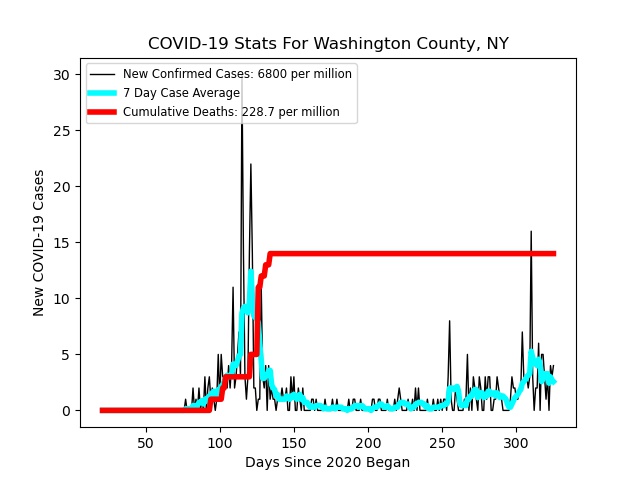 COVID-19 Stats For Washington County, NY
New Confirmed Cases: 6800 per million
7 Day Case Average
Cumulative Deaths: 228.7 per million
New COVID-19 Cases
30
25
20
15
10
5
0
50 100 150 200 250 300
Days Since 2020 Began